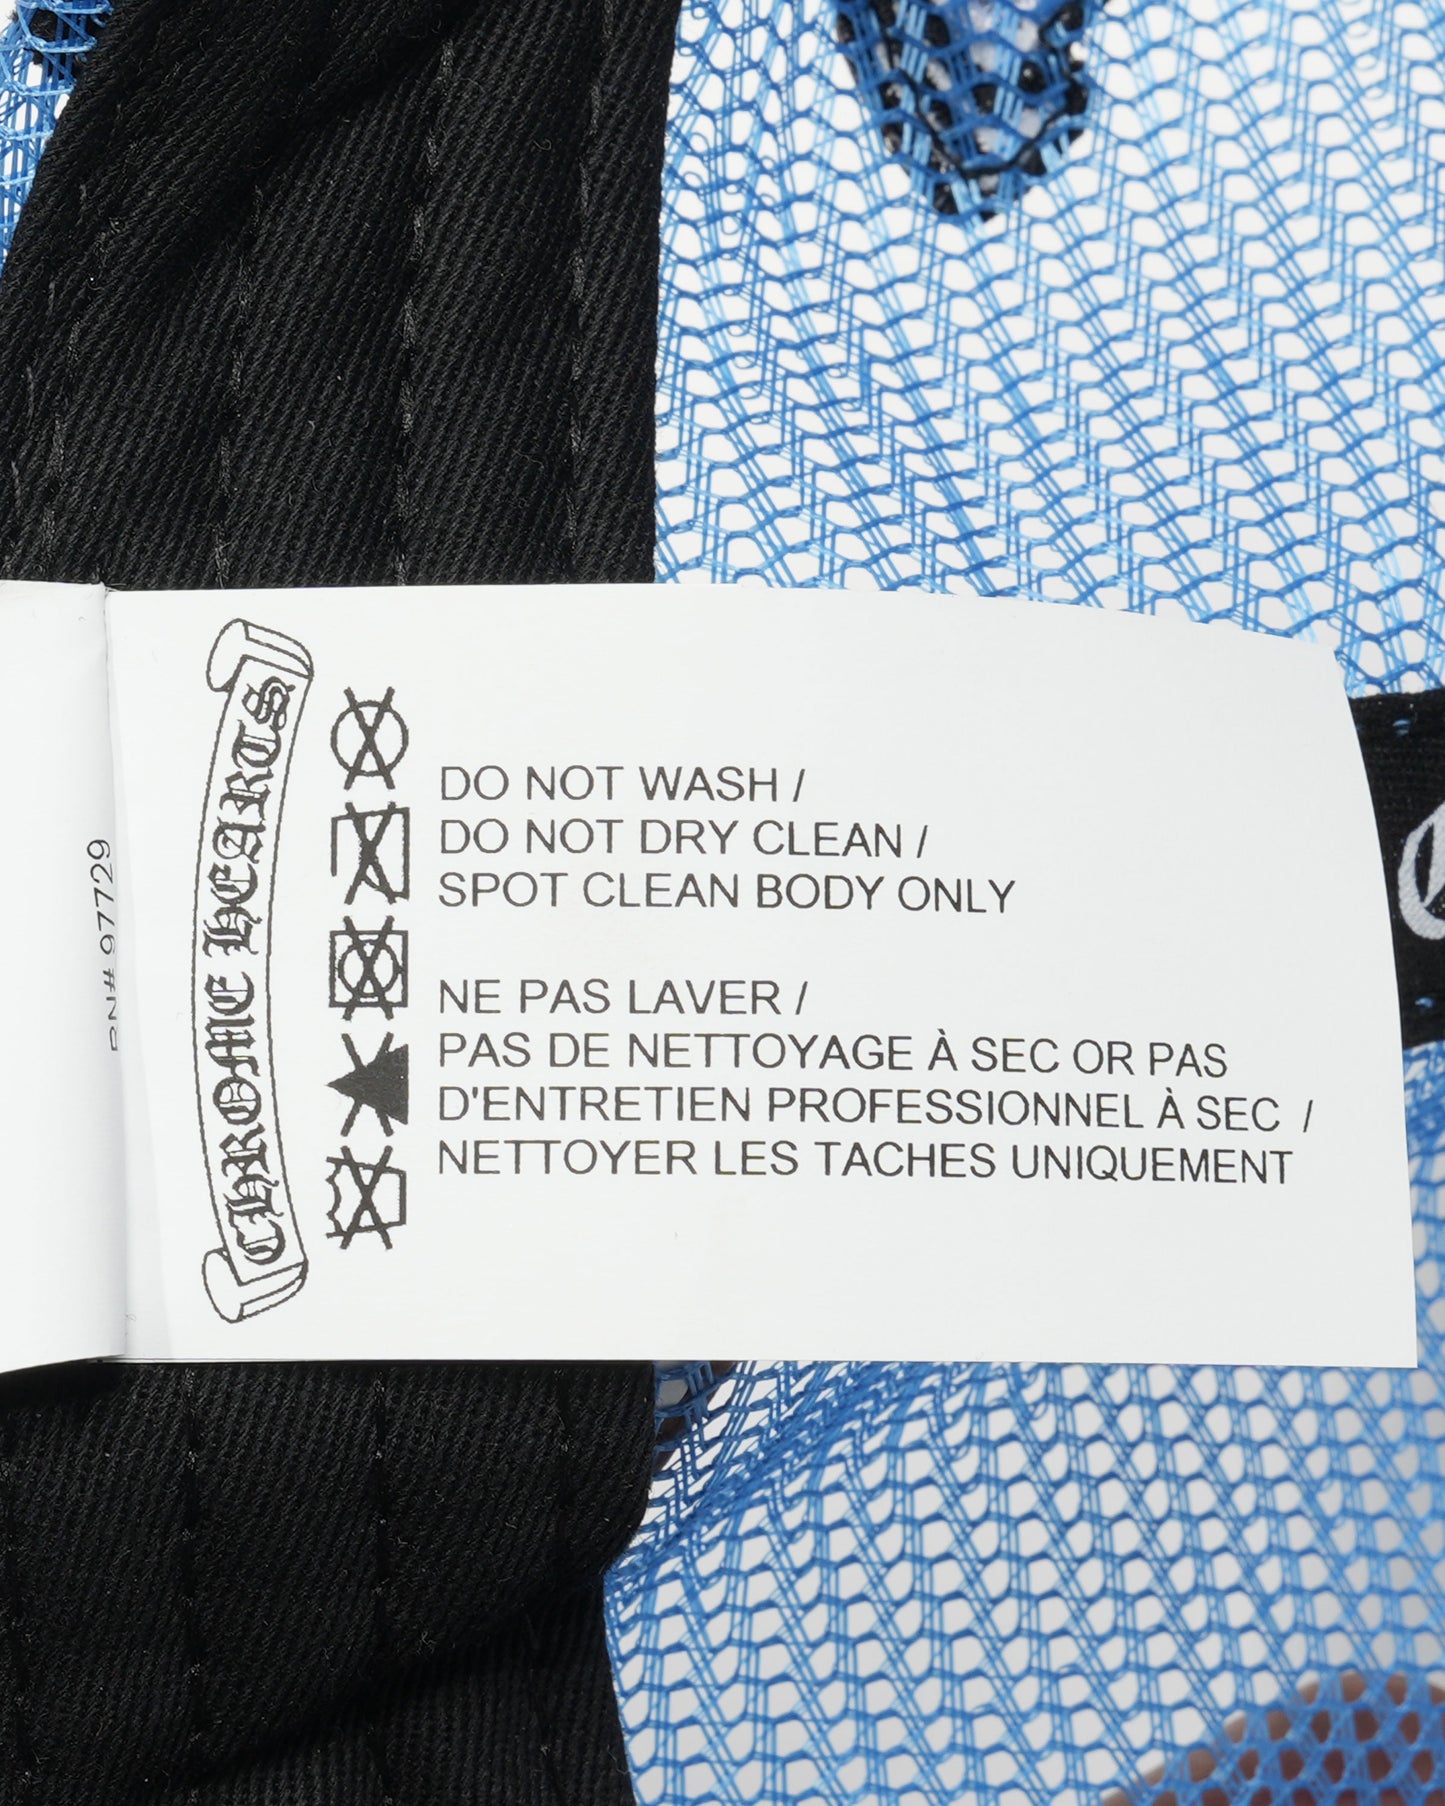 RN# 97729
CHROME HEARTS
DO NOT WASH /
DO NOT DRY CLEAN /
SPOT CLEAN BODY ONLY
NE PAS LAVER /
PAS DE NETTOYAGE À SEC OR PAS
D'ENTRETIEN PROFESSIONNEL À SEC /
NETTOYER LES TACHES UNIQUEMENT